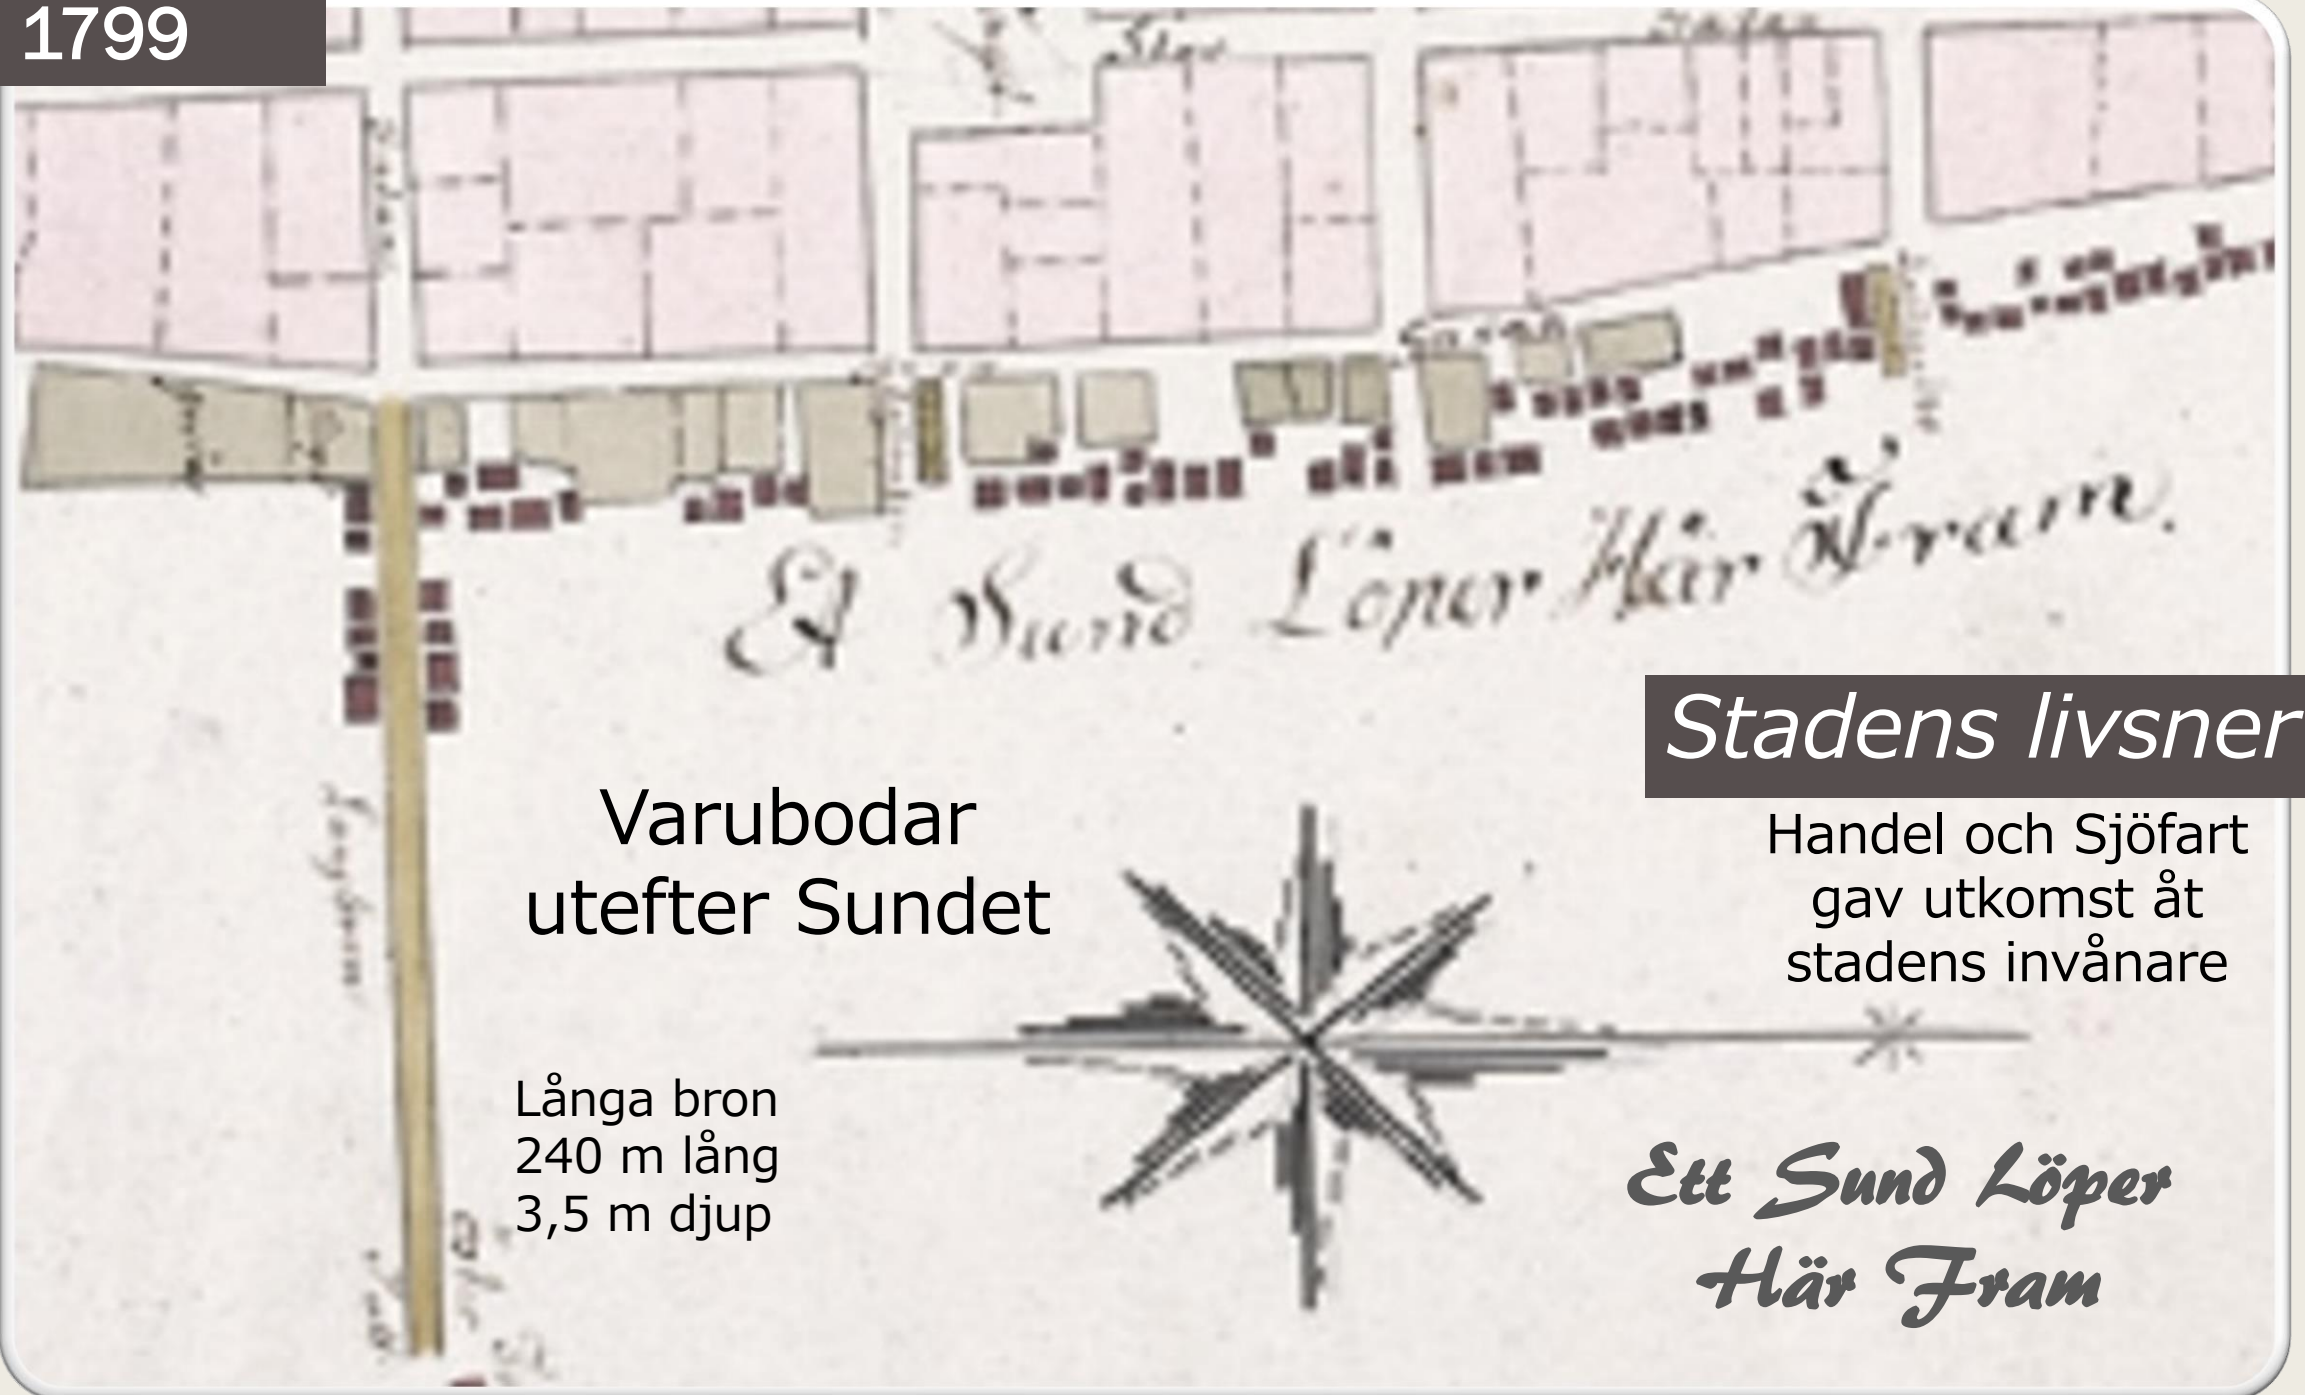 1799
Et Sund Löper Här Fram.
Stadens livsner
Varubodar
utefter Sundet
Handel och Sjöfart
gav utkomst åt
stadens invånare
Långa bron
240 m lång
3,5 m djup
Ett Sund Löper
Här Fram